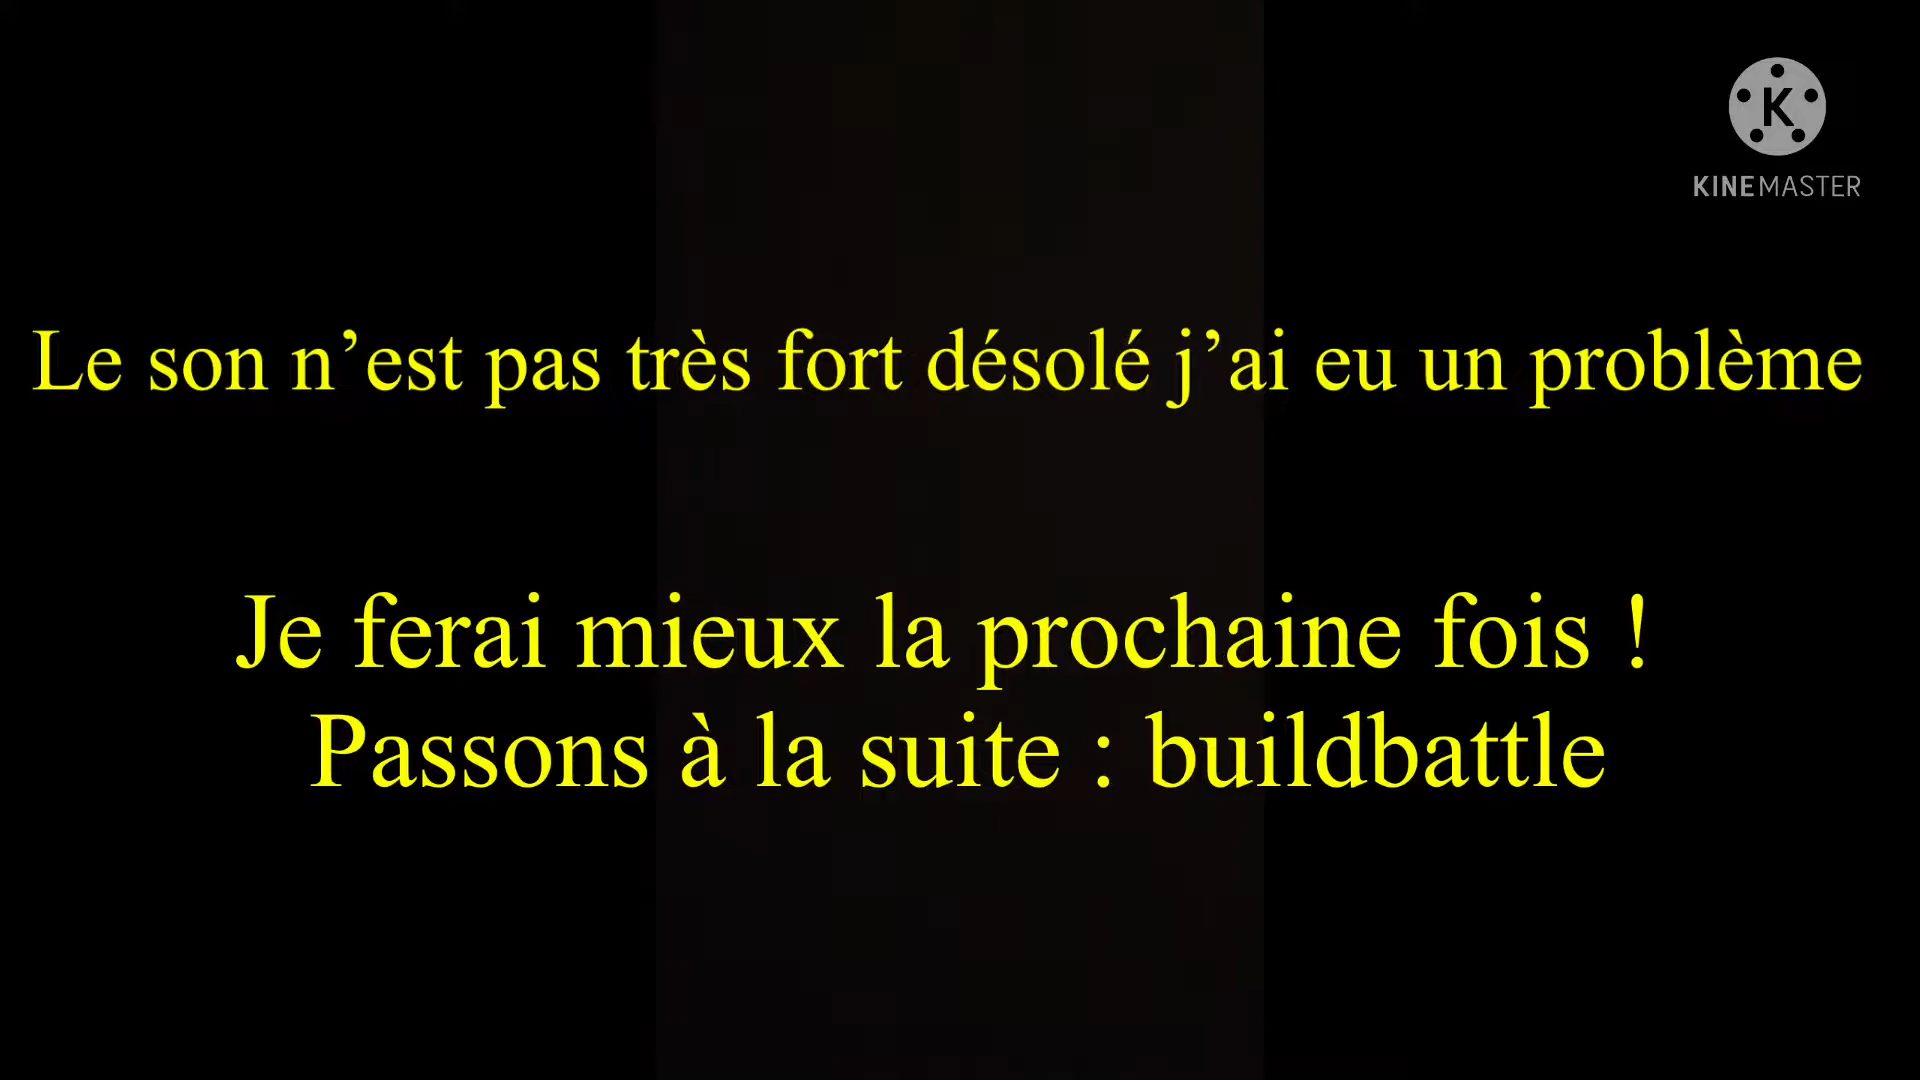 KINEMASTER
Le son n’est pas très fort désolé j’ai eu un problème
Je ferai mieux la prochaine fois !
Passons à la suite : buildbattle